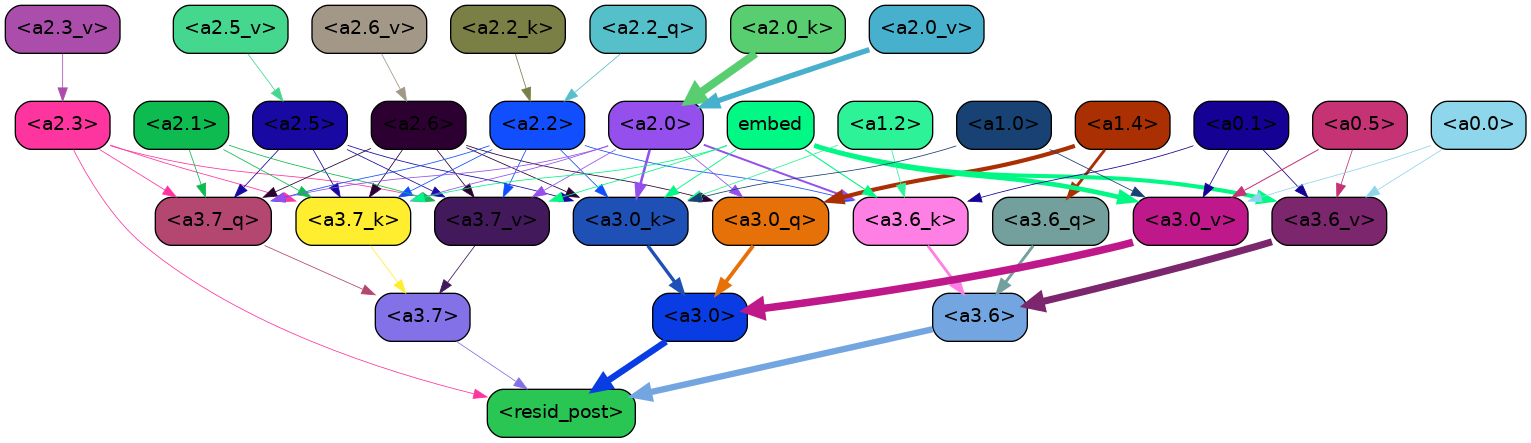 <a2.3_v> <a2.5_v> <a2.6_v> <a2.2_k> <a2.2_q> <a2.0_k> <a2.0_v>
<a2.3> <a2.1> <a2.5> <a2.6> <a2.2> <a2.0> embed <a1.2> <a1.0> <a1.4> <a0.1> <a0.5> <a0.0>
<a3.7_q> <a3.7_k> <a3.7_v> <a3.0_k> <a3.0_q> <a3.6_k> <a3.6_q> <a3.0_v> <a3.6_v>
<a3.7> <a3.0> <a3.6>
<resid_post>